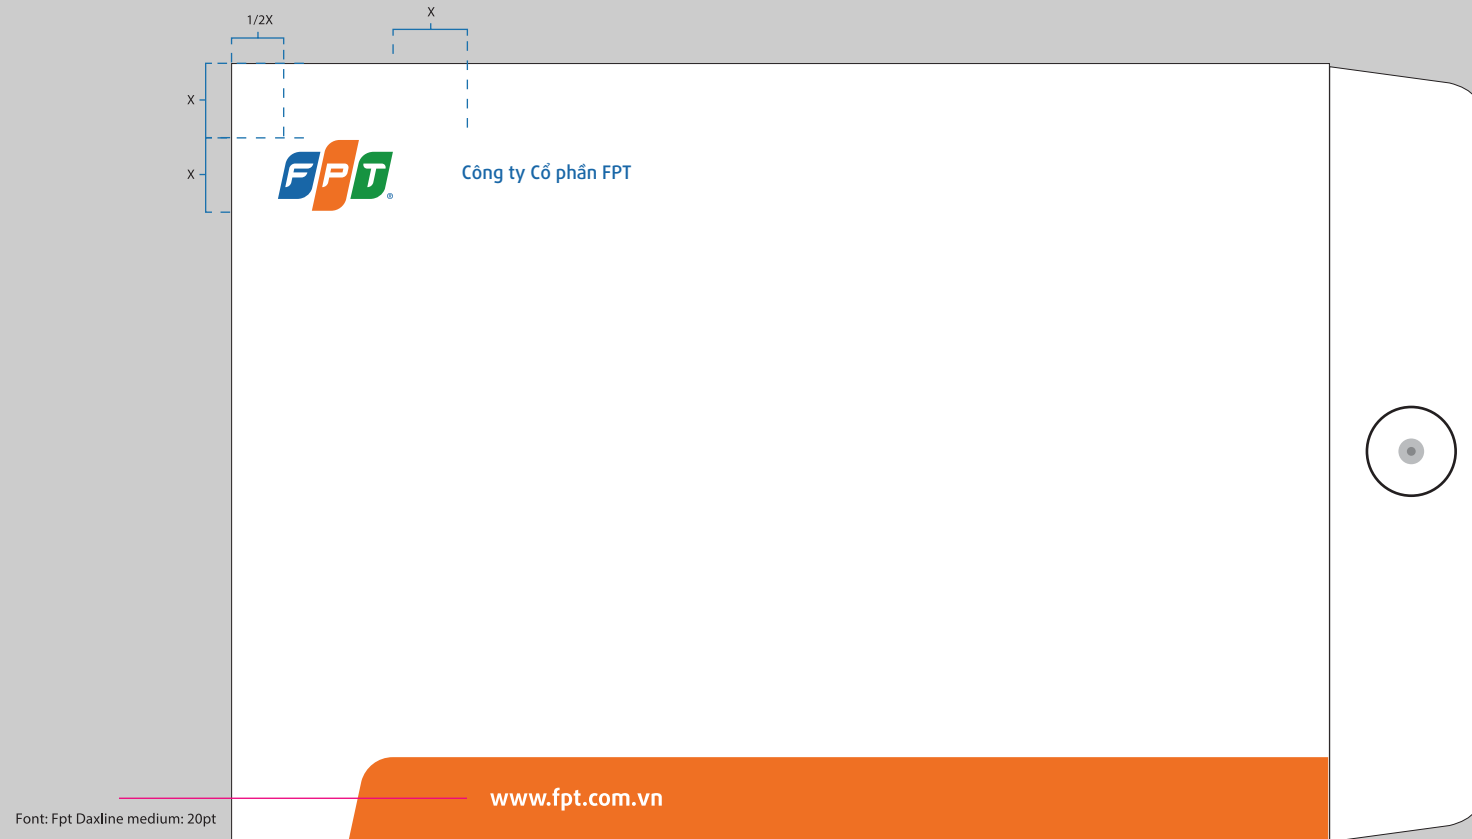 1/2X
X
X
X
FPT®
Công ty Cổ phần FPT
www.fpt.com.vn
Font: Fpt Daxline medium: 20pt